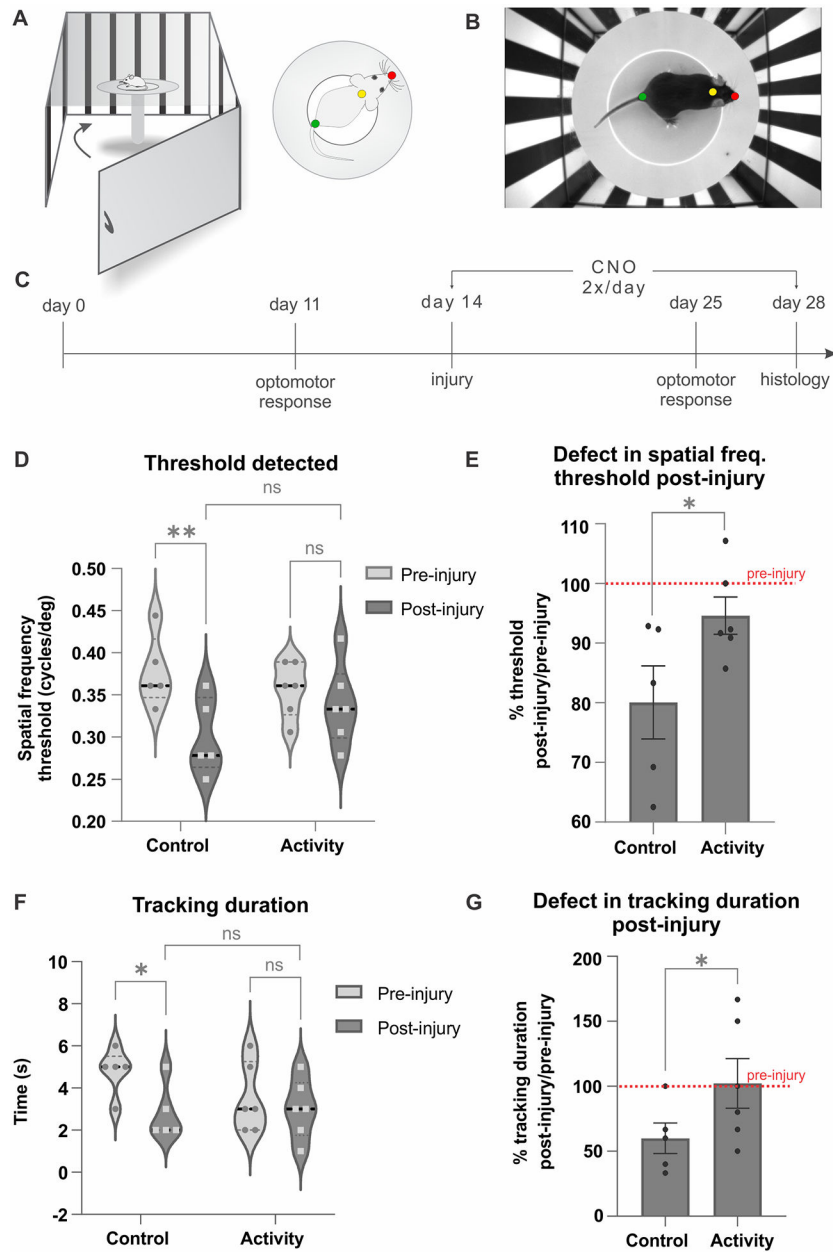 A
B
C
CNO
2x/day
day 0
day 11
day 14
day 25
day 28
optomotor
response
injury
optomotor
response
histology
D
Threshold detected
ns
**
ns
Pre-injury
Post-injury
Spatial frequency
threshold (cycles/deg)
0.50
0.45
0.40
0.35
0.30
0.25
0.20
Control
Activity
E
Defect in spatial freq.
threshold post-injury
*
pre-injury
% threshold
post-injury/pre-injury
110
100
90
80
70
60
Control
Activity
F
Tracking duration
ns
*
ns
Pre-injury
Post-injury
Time (s)
10
8
6
4
2
0
-2
Control
Activity
G
Defect in tracking duration
post-injury
*
pre-injury
% tracking duration
post-injury/pre-injury
200
150
100
50
0
Control
Activity